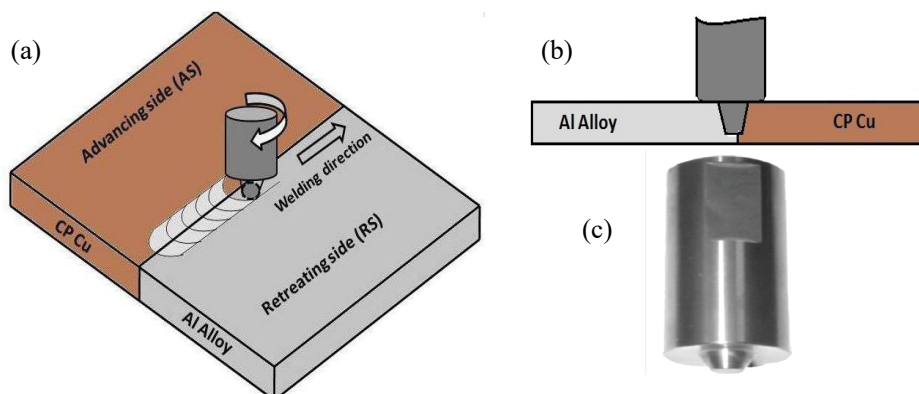 (a)
Advancing side (AS)
Welding direction
Retreating side (RS)
CP Cu
Al Alloy
(b)
Al Alloy
CP Cu
(c)